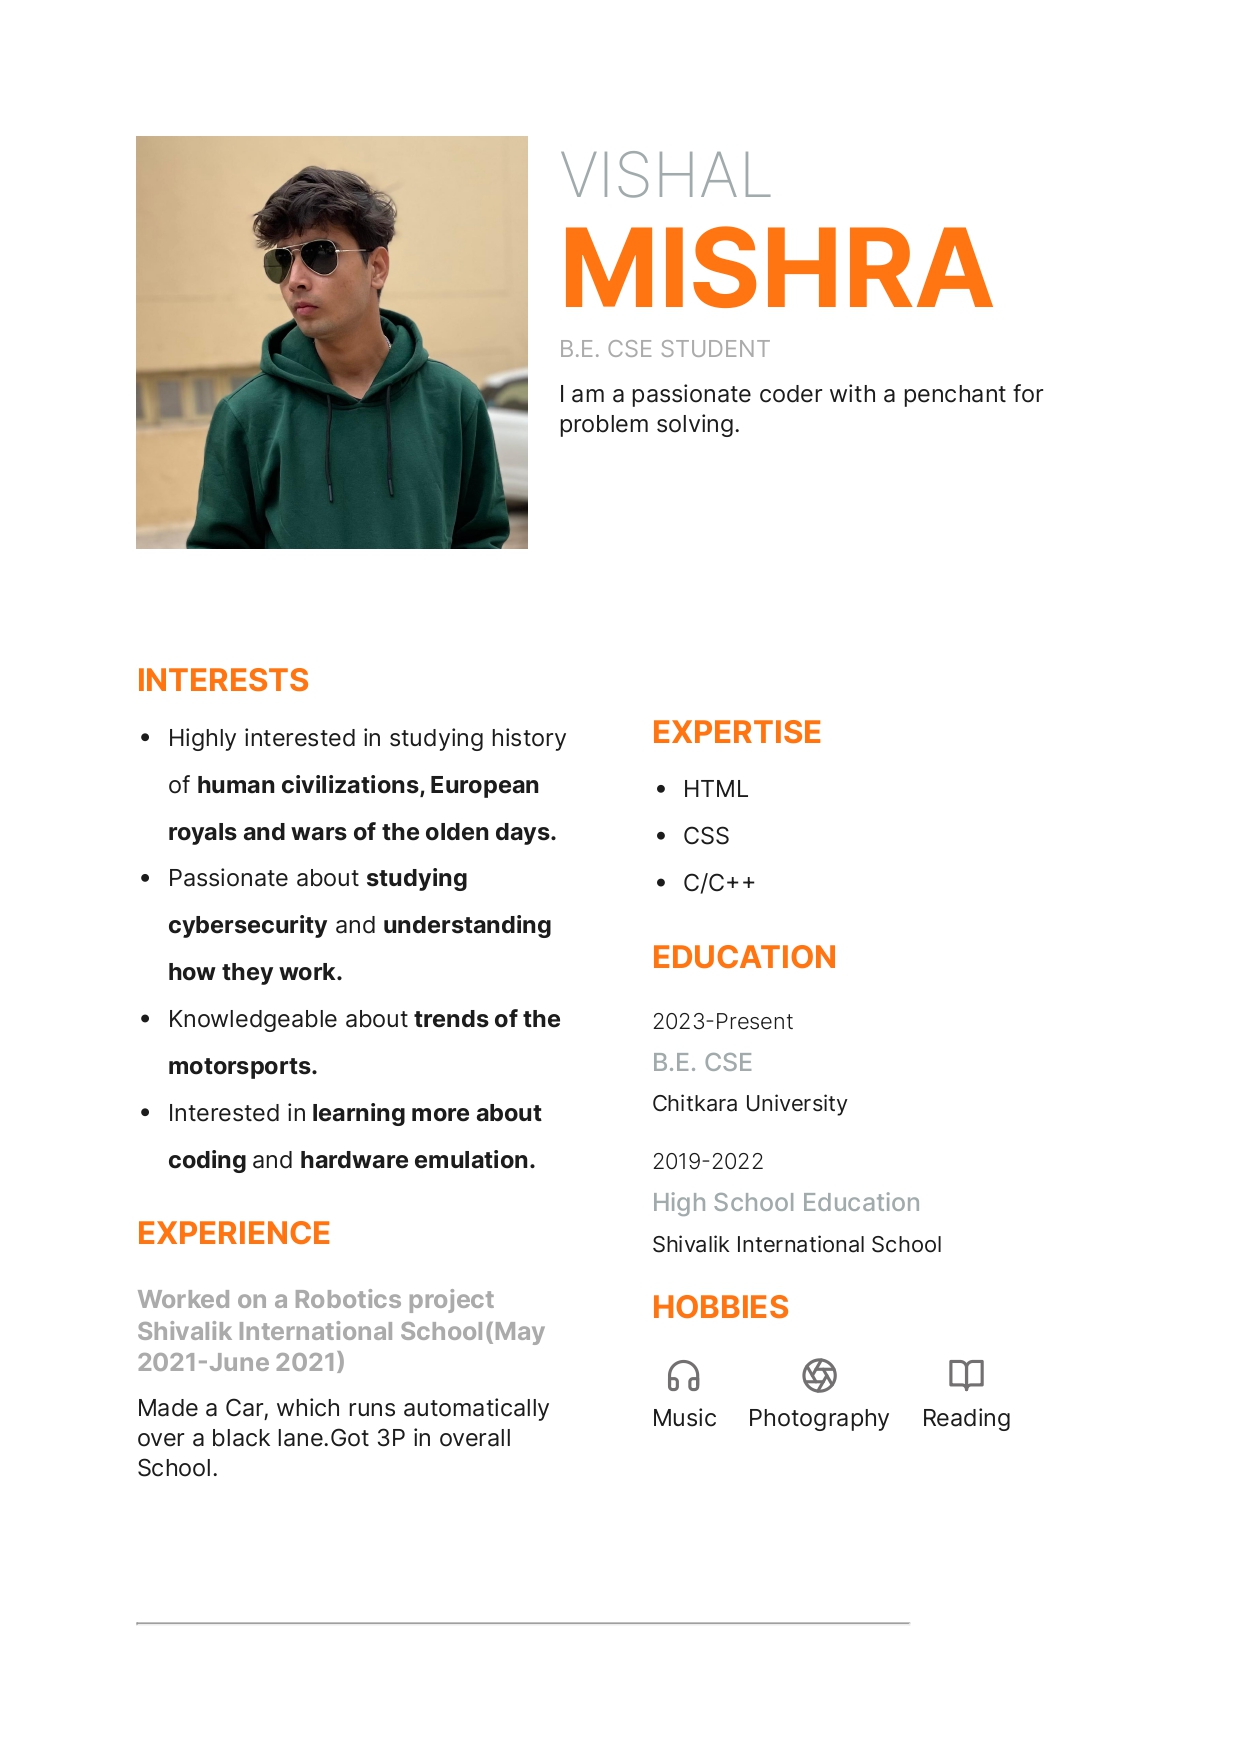 VISHAL
MISHRA
B.E. CSE STUDENT
I am a passionate coder with a penchant for
problem solving.
INTERESTS
• Highly interested in studying history
of human civilizations, European
royals and wars of the olden days.
• Passionate about studying
cybersecurity and understanding
how they work.
• Knowledgeable about trends of the
motorsports.
• Interested in learning more about
coding and hardware emulation.
EXPERIENCE
Worked on a Robotics project
Shivalik International School(May
2021-June 2021)
Made a Car, which runs automatically
over a black lane.Got 3P in overall
School.
EXPERTISE
• HTML
• CSS
• C/C++
EDUCATION
2023-Present
B.E. CSE
Chitkara University
2019-2022
High School Education
Shivalik International School
HOBBIES
Music Photography Reading